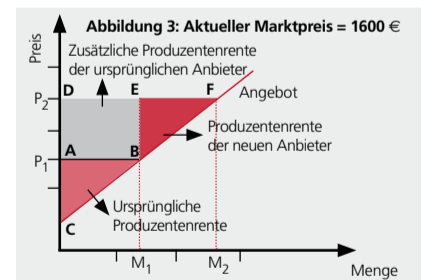 Abbildung 3: Aktueller Marktpreis = 1600 €
Preis
Zusätzliche Produzentenrente
der ursprünglichen Anbieter
D
E
F
P2
Angebot
Produzentenrente
der neuen Anbieter
A
B
P1
Ursprüngliche
Produzentenrente
C
M1
M2
Menge